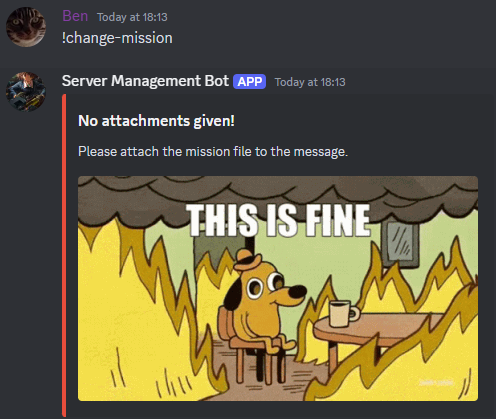 Ben Today at 18:13
!change-mission
Server Management Bot APP Today at 18:13
No attachments given!
Please attach the mission file to the message.
THIS IS FINE